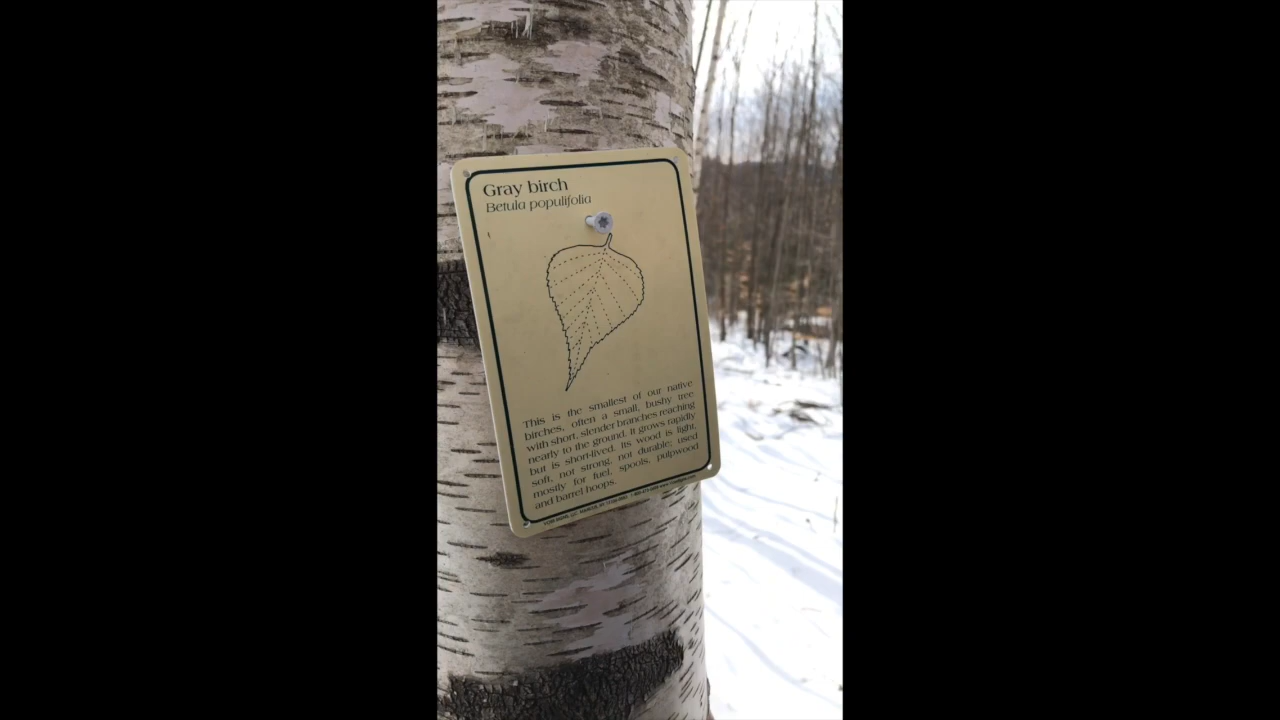 Gray birch
Betula populifolia
This is the smallest of our native
birches, often a small, bushy tree
with short, slender branches reaching
nearly to the ground. It grows rapidly
but is short-lived. Its wood is light,
soft, not strong, not durable; used
mostly for fuel, spools, pulpwood
and barrel hoops.